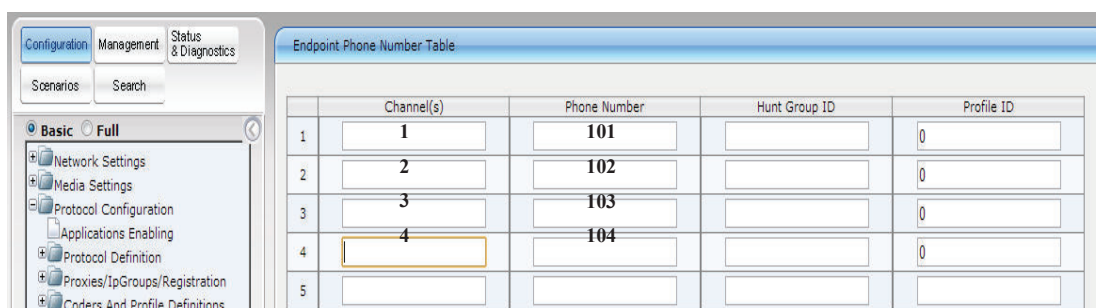 Configuration Management Status & Diagnostics
Scenarios Search
Basic Full
Network Settings
Media Settings
Protocol Configuration
Applications Enabling
Protocol Definition
Proxies/IpGroups/Registration
Coders And Profile Definitions
Endpoint Phone Number Table
Channel(s) Phone Number Hunt Group ID Profile ID
1 1 101 0
2 2 102 0
3 3 103 0
4 4 104 0
5